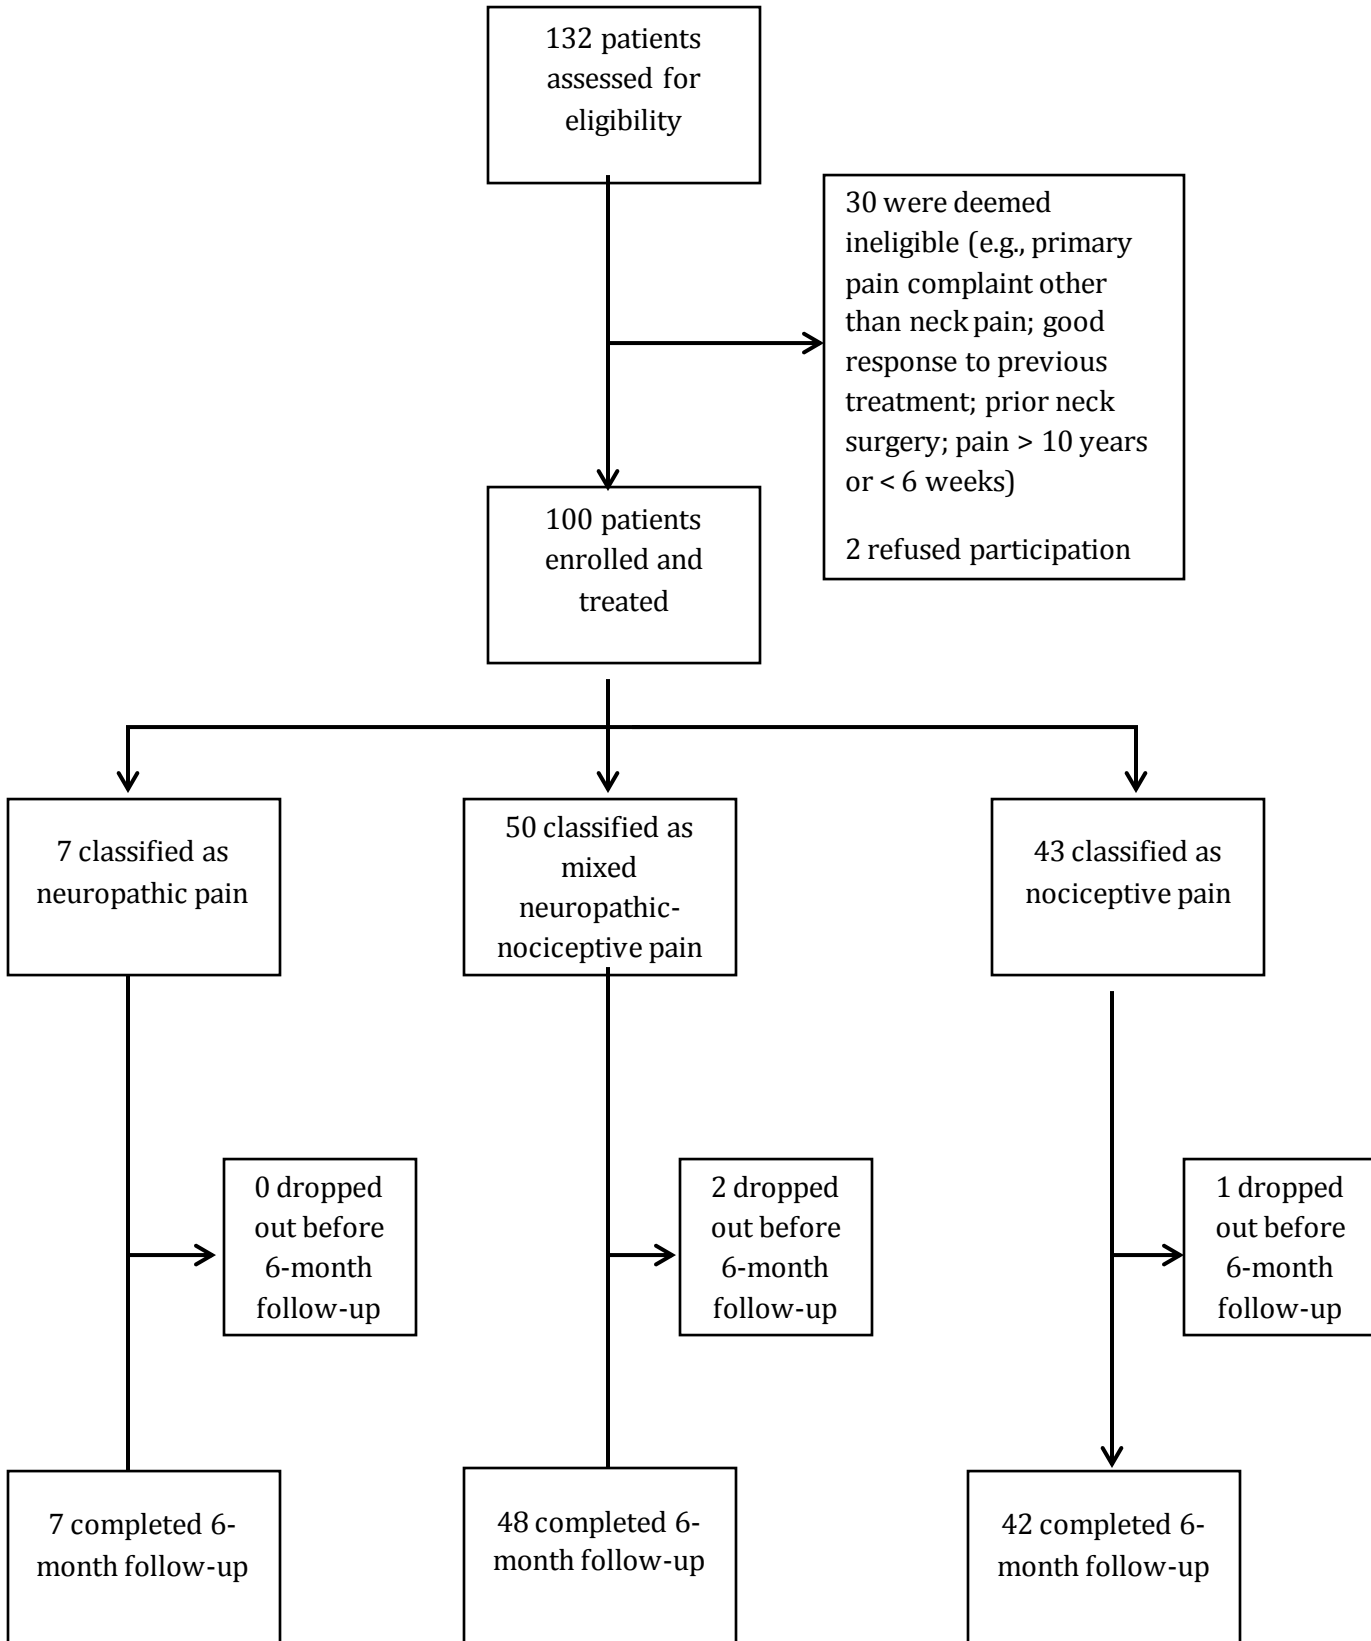 132 patients
assessed for
eligibility
30 were deemed
ineligible (e.g., primary
pain complaint other
than neck pain; good
response to previous
treatment; prior neck
surgery; pain > 10 years
or < 6 weeks)
2 refused participation
100 patients
enrolled and
treated
7 classified as
neuropathic pain
50 classified as
mixed
neuropathic-
nociceptive pain
43 classified as
nociceptive pain
0 dropped
out before
6-month
follow-up
2 dropped
out before
6-month
follow-up
1 dropped
out before
6-month
follow-up
7 completed 6-
month follow-up
48 completed 6-
month follow-up
42 completed 6-
month follow-up